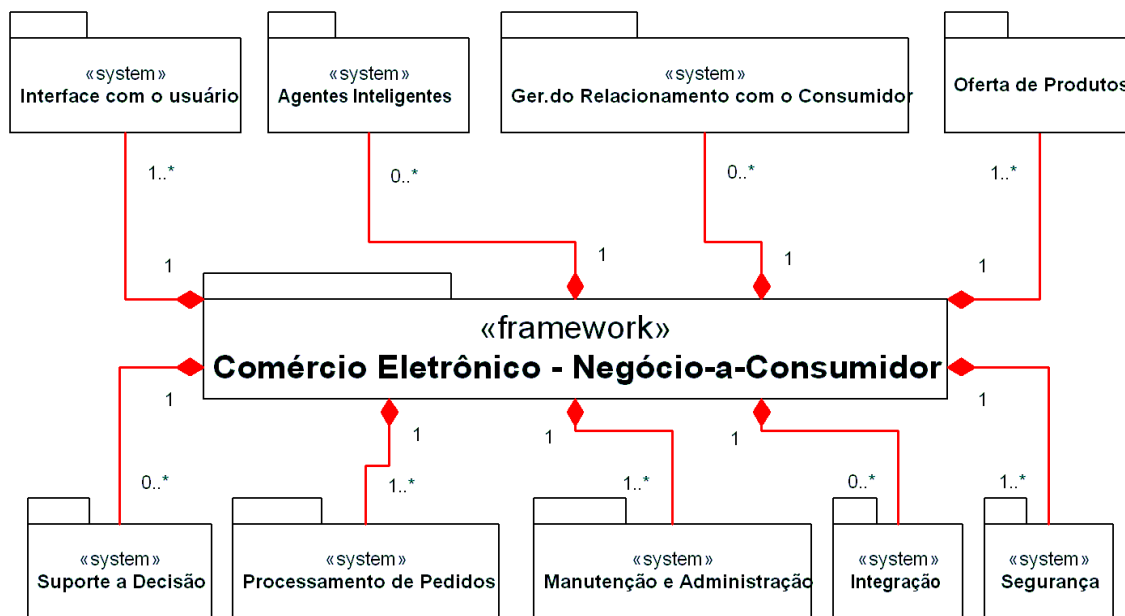 «system»
Interface com o usuário
«system»
Agentes Inteligentes
«system»
Ger.do Relacionamento com o Consumidor
Oferta de Produtos
1..*
0..*
0..*
1..*
1
1
1
1
«framework»
Comércio Eletrônico - Negócio-a-Consumidor
1
1
1
1
1
0..*
1..*
1..*
0..*
1..*
«system»
Suporte a Decisão
«system»
Processamento de Pedidos
«system»
Manutenção e Administração
«system»
Integração
«system»
Segurança